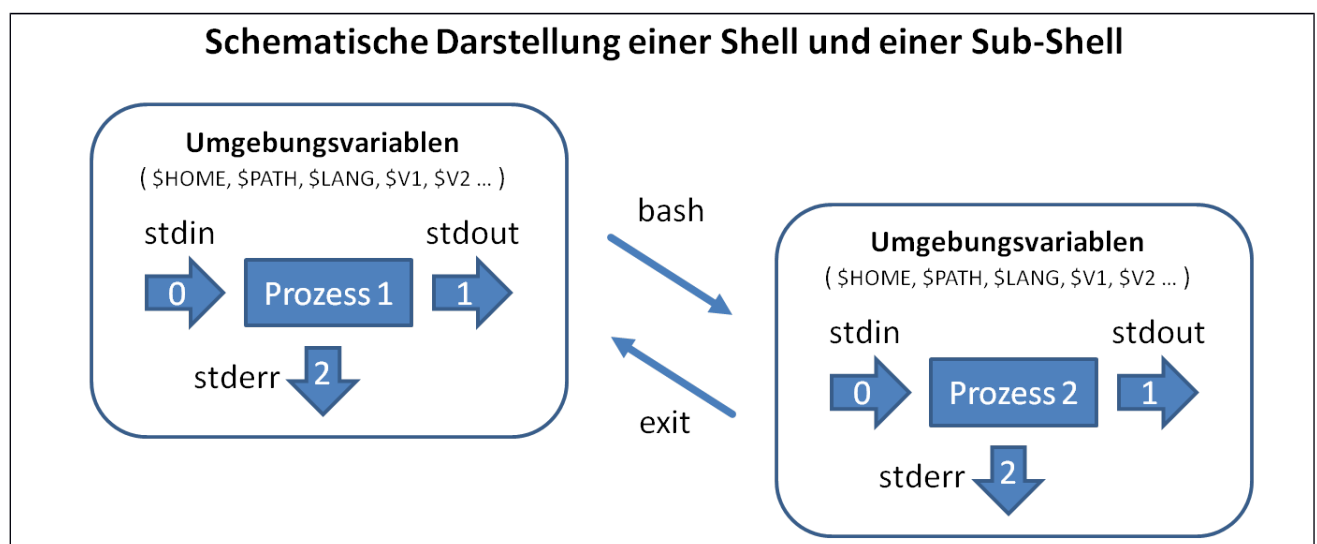 Schematische Darstellung einer Shell und einer Sub-Shell
Umgebungsvariablen
( $HOME, $PATH, $LANG, $V1, $V2 ... )
stdin
stdout
0
Prozess 1
1
stderr
2
bash
exit
Umgebungsvariablen
( $HOME, $PATH, $LANG, $V1, $V2 ... )
stdin
stdout
0
Prozess 2
1
stderr
2